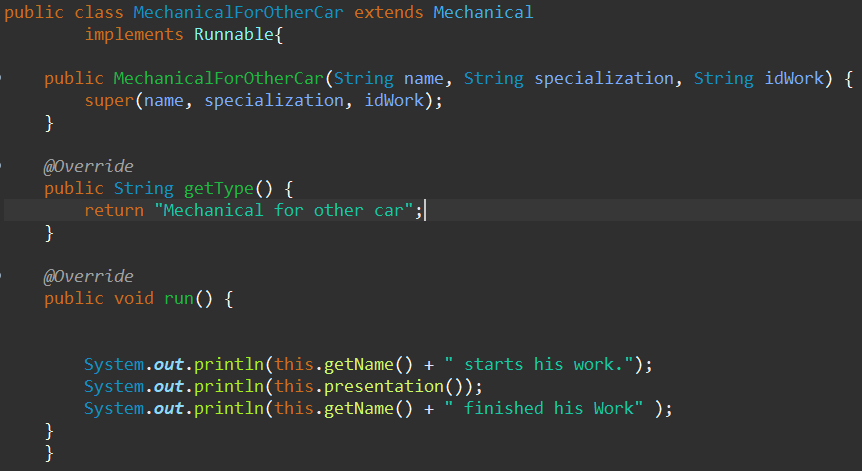 public class MechanicalForOtherCar extends Mechanical
implements Runnable{
public MechanicalForOtherCar(String name, String specialization, String idWork) {
super(name, specialization, idWork);
}
@Override
public String getType() {
return "Mechanical for other car";
}
@Override
public void run() {
System.out.println(this.getName() + " starts his work.");
System.out.println(this.presentation());
System.out.println(this.getName() + " finished his Work" );
}
}